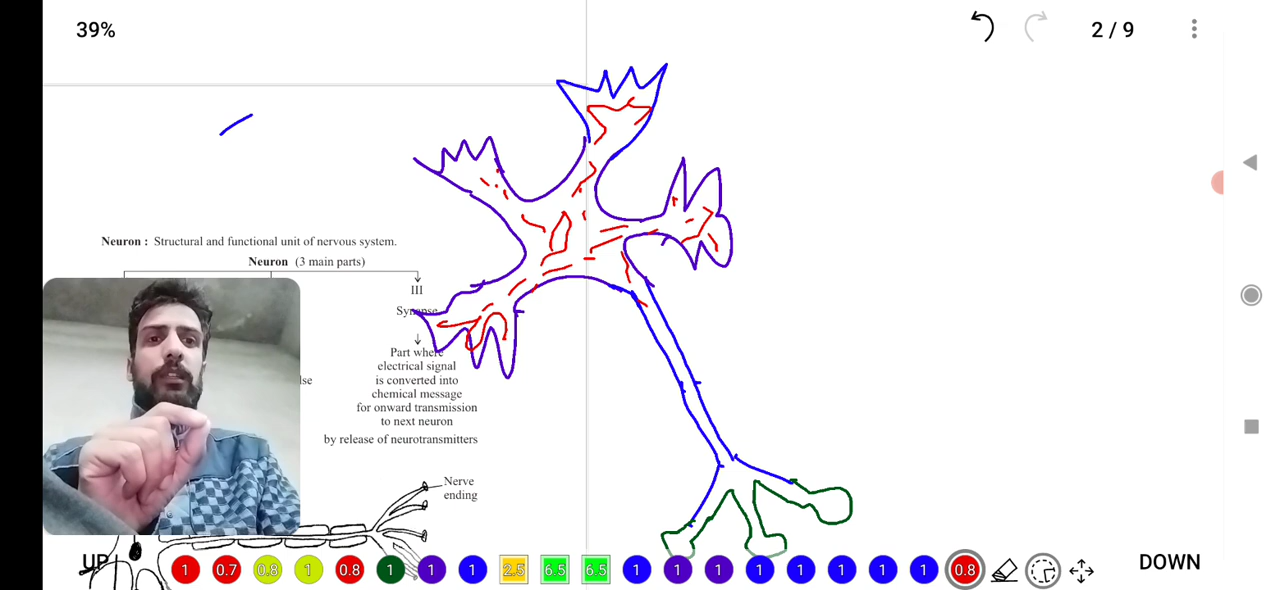 39%
2 / 9
Neuron : Structural and functional unit of nervous system.
Neuron (3 main parts)
III
Synapse
Part where
electrical signal
is converted into
chemical message
for onward transmission
to next neuron
by release of neurotransmitters
lse
Nerve
ending
UP
1 0.7 0.8 1 0.8 1 1 1 2.5 6.5 6.5 1 1 1 1 1 1 1 1 0.8
DOWN